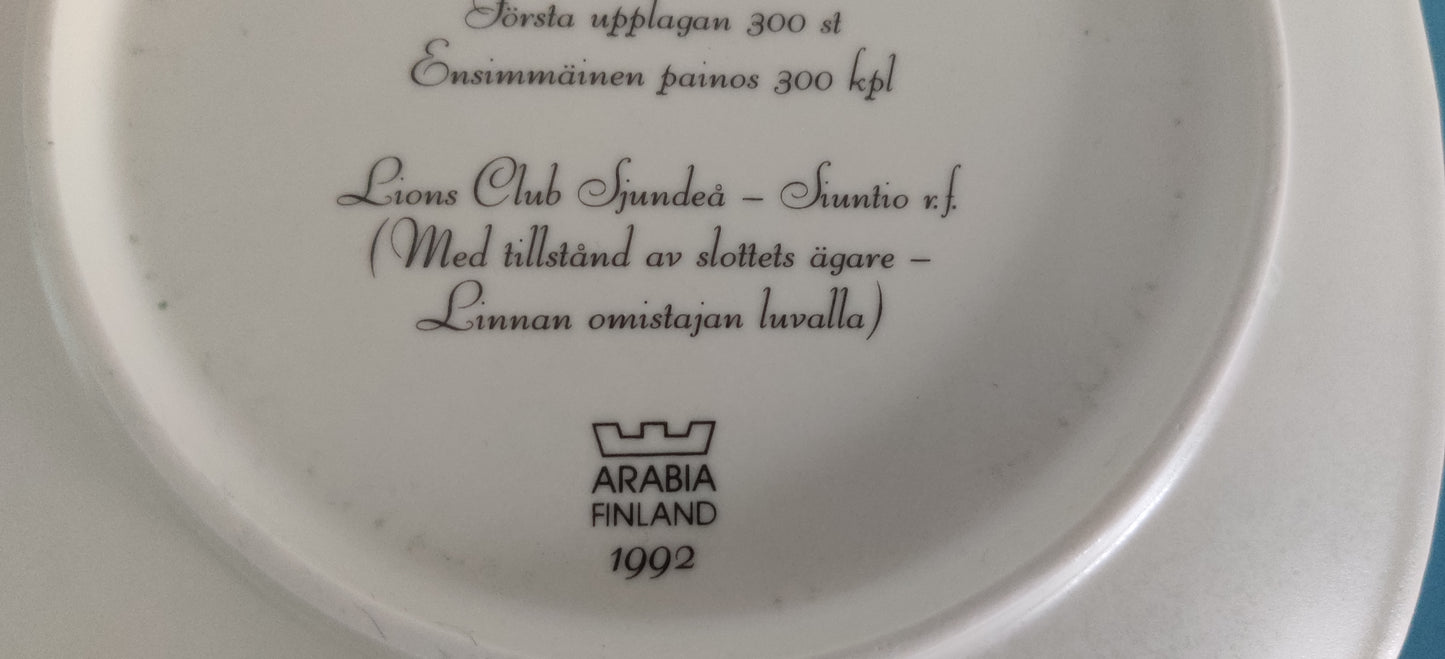 Första upplagan 300 st
Ensimmäinen painos 300 kpl
Lions Club Sjundeå – Siuntio r.f.
(Med tillstånd av slottets ägare –
Linnan omistajan luvalla)
ARABIA
FINLAND
1992